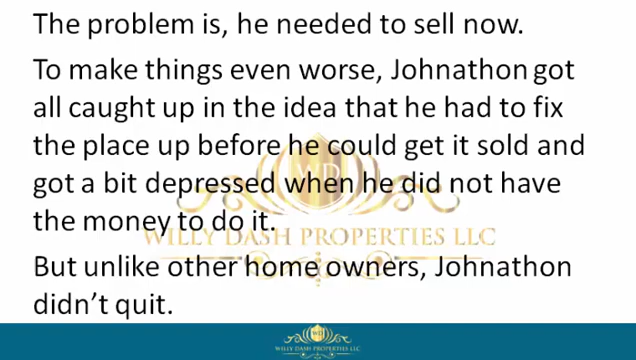 The problem is, he needed to sell now.
To make things even worse, Johnathon got
all caught up in the idea that he had to fix
the place up before he could get it sold and
got a bit depressed when he did not have
the money to do it.
WILLY DASH PROPERTIES LLC
But unlike other home owners, Johnathon
didn’t quit.
WILLY DASH PROPERTIES LLC